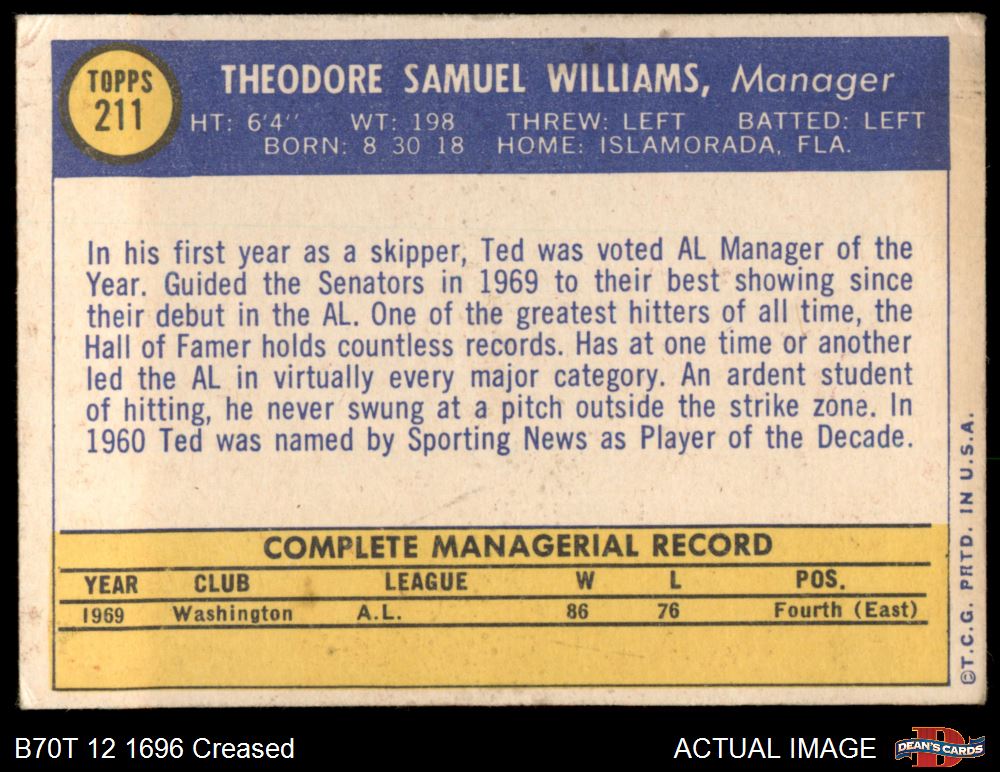 TOPPS
211
THEODORE SAMUEL WILLIAMS, Manager
HT: 6'4" WT: 198 THREW: LEFT BATTED: LEFT
BORN: 8 30 18 HOME: ISLAMORADA, FLA.
In his first year as a skipper, Ted was voted AL Manager of the
Year. Guided the Senators in 1969 to their best showing since
their debut in the AL. One of the greatest hitters of all time, the
Hall of Famer holds countless records. Has at one time or another
led the AL in virtually every major category. An ardent student
of hitting, he never swung at a pitch outside the strike zone. In
1960 Ted was named by Sporting News as Player of the Decade.
COMPLETE MANAGERIAL RECORD
YEAR CLUB LEAGUE W L POS.
1969 Washington A.L. 86 76 Fourth (East)
©T.C.G. PRTD. IN U.S.A.
B70T 12 1696 Creased
ACTUAL IMAGE
DEAN'S CARDS